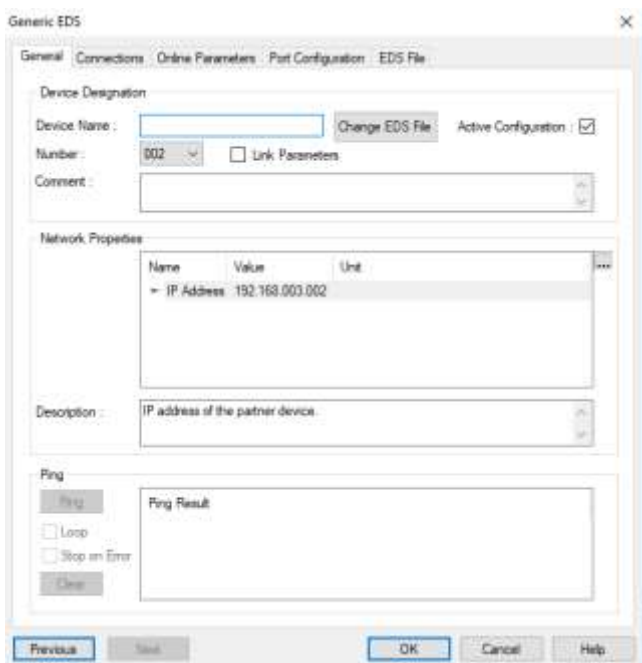 Generic EDS
General Connections Online Parameters Port Configuration EDS File
Device Designation
Device Name : Change EDS File Active Configuration :
Number : 002 Link Parameters
Comment :
Network Properties
Name Value Unit ...
IP Address 192.168.003.002
Description : IP address of the partner device.
Ping
Ping Ping Result
Loop
Stop on Error
Clear
Previous Next OK Cancel Help